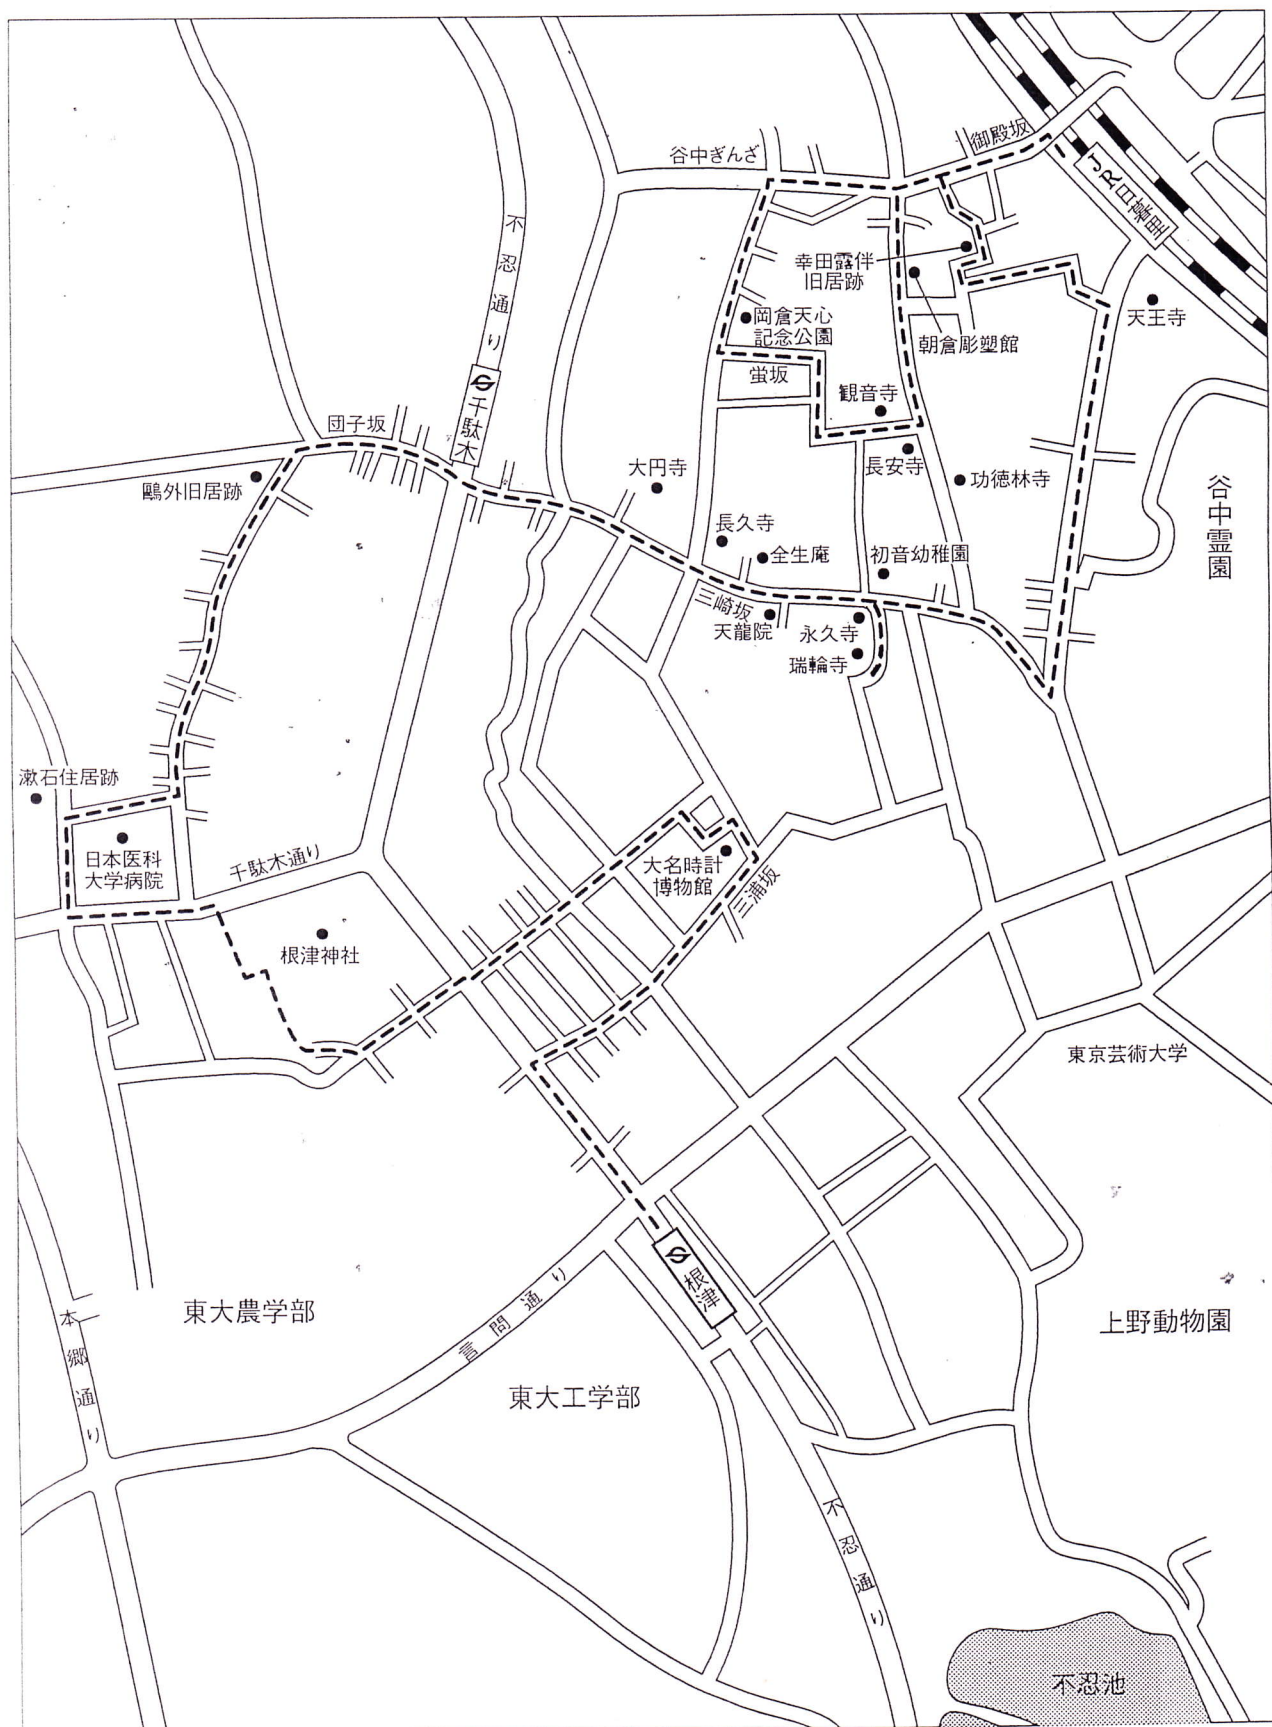 谷中ぎんざ
御殿坂
JR日暮里
不忍通り
幸田露伴
旧居跡
岡倉天心
記念公園
朝倉彫塑館
天王寺
蛍坂
観音寺
千駄木
団子坂
鷗外旧居跡
大円寺
長安寺
功徳林寺
谷中霊園
長久寺
全生庵
初音幼稚園
三崎坂
天龍院
永久寺
瑞輪寺
漱石住居跡
日本医科
大学病院
千駄木通り
大名時計
博物館
三浦坂
根津神社
東京芸術大学
根津
東大農学部
言問通り
本郷通り
東大工学部
上野動物園
不忍通り
不忍池